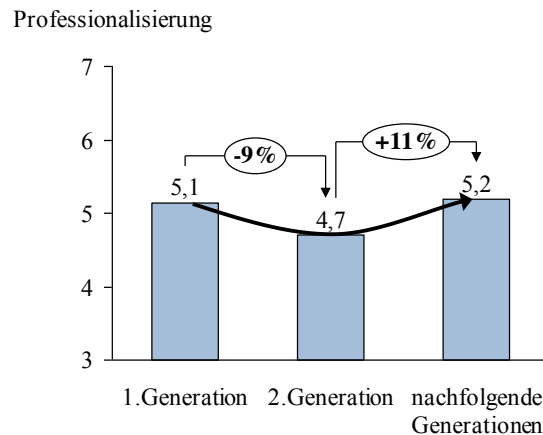 Professionalisierung
7
6
5
4
3
-9%
+11%
5,1
4,7
5,2
1.Generation
2.Generation
nachfolgende
Generationen